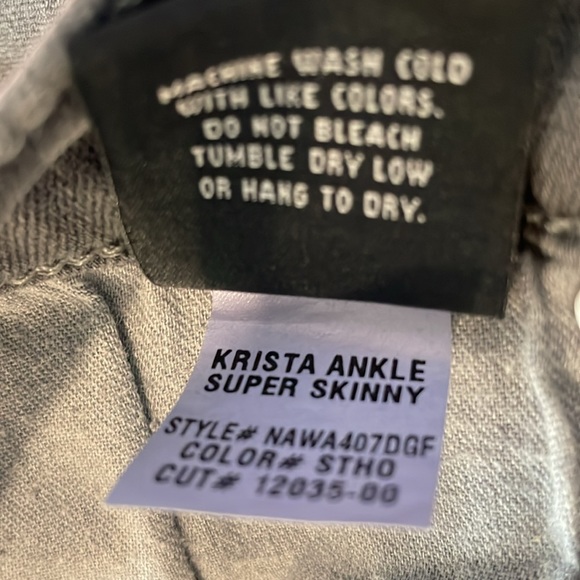 MACHINE WASH COLD
WITH LIKE COLORS.
DO NOT BLEACH
TUMBLE DRY LOW
OR HANG TO DRY.
KRISTA ANKLE
SUPER SKINNY
STYLE# NAWA407DGF
COLOR# STHO
CUT# 12035-00